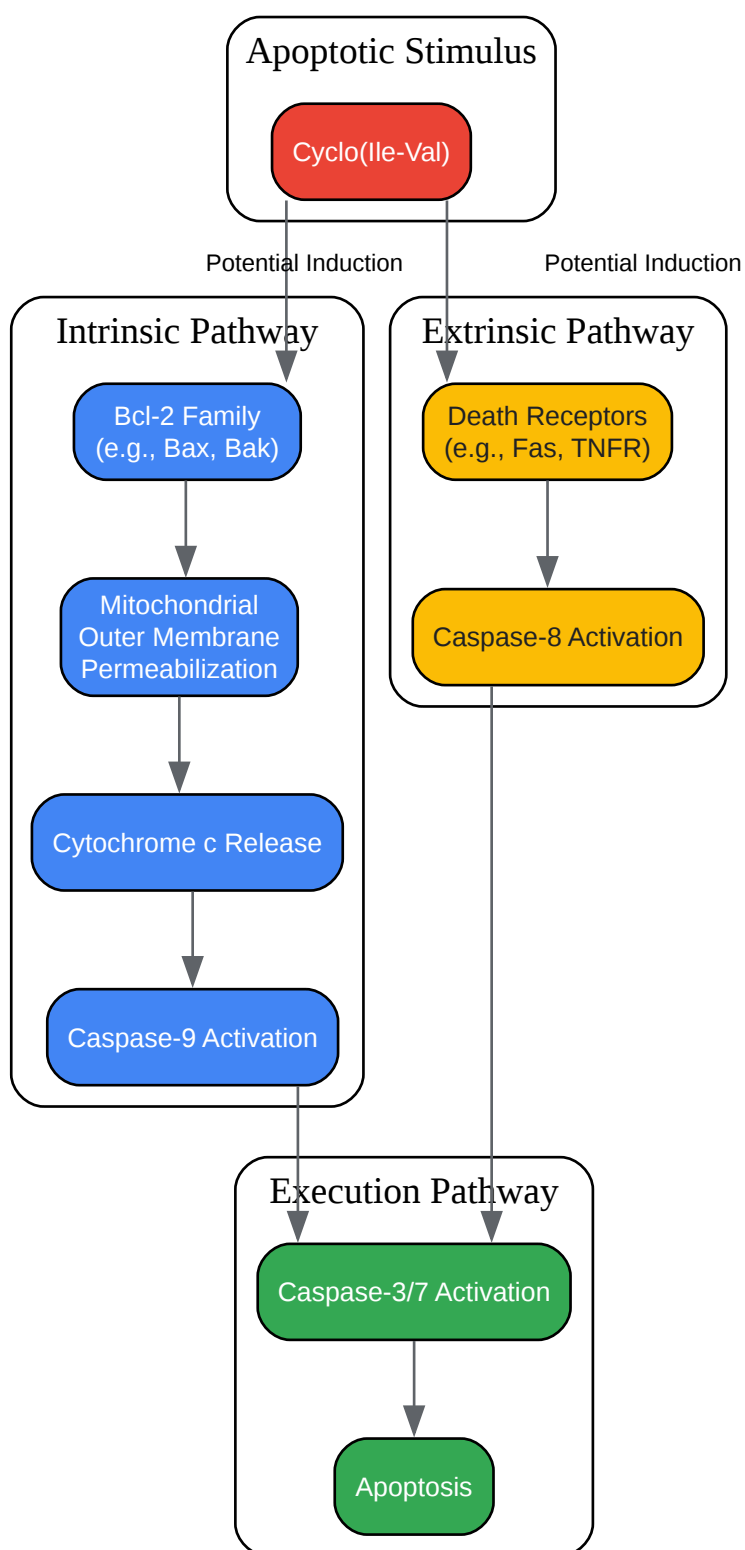 Apoptotic Stimulus
Cyclo(Ile-Val)
Potential Induction
Potential Induction
Intrinsic Pathway
Bcl-2 Family
(e.g., Bax, Bak)
Mitochondrial
Outer Membrane
Permeabilization
Cytochrome c Release
Caspase-9 Activation
Extrinsic Pathway
Death Receptors
(e.g., Fas, TNFR)
Caspase-8 Activation
Execution Pathway
Caspase-3/7 Activation
Apoptosis